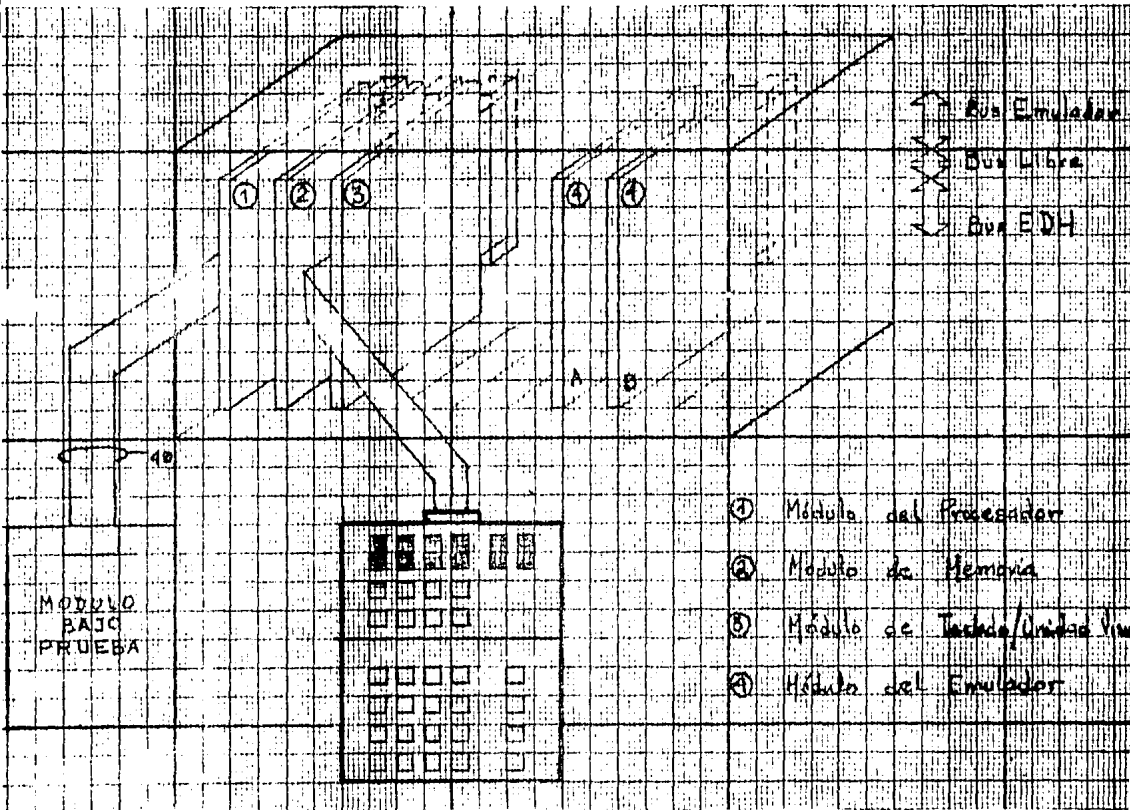 Bus Emulador
Bus Libre
Bus EDH
① ② ③ ④ ④
A B
40
MODULO
BAJO
PRUEBA
① Módulo del Procesador
② Módulo de Memoria
③ Módulo de Teclado/Unidad
④ Módulo del Emulador